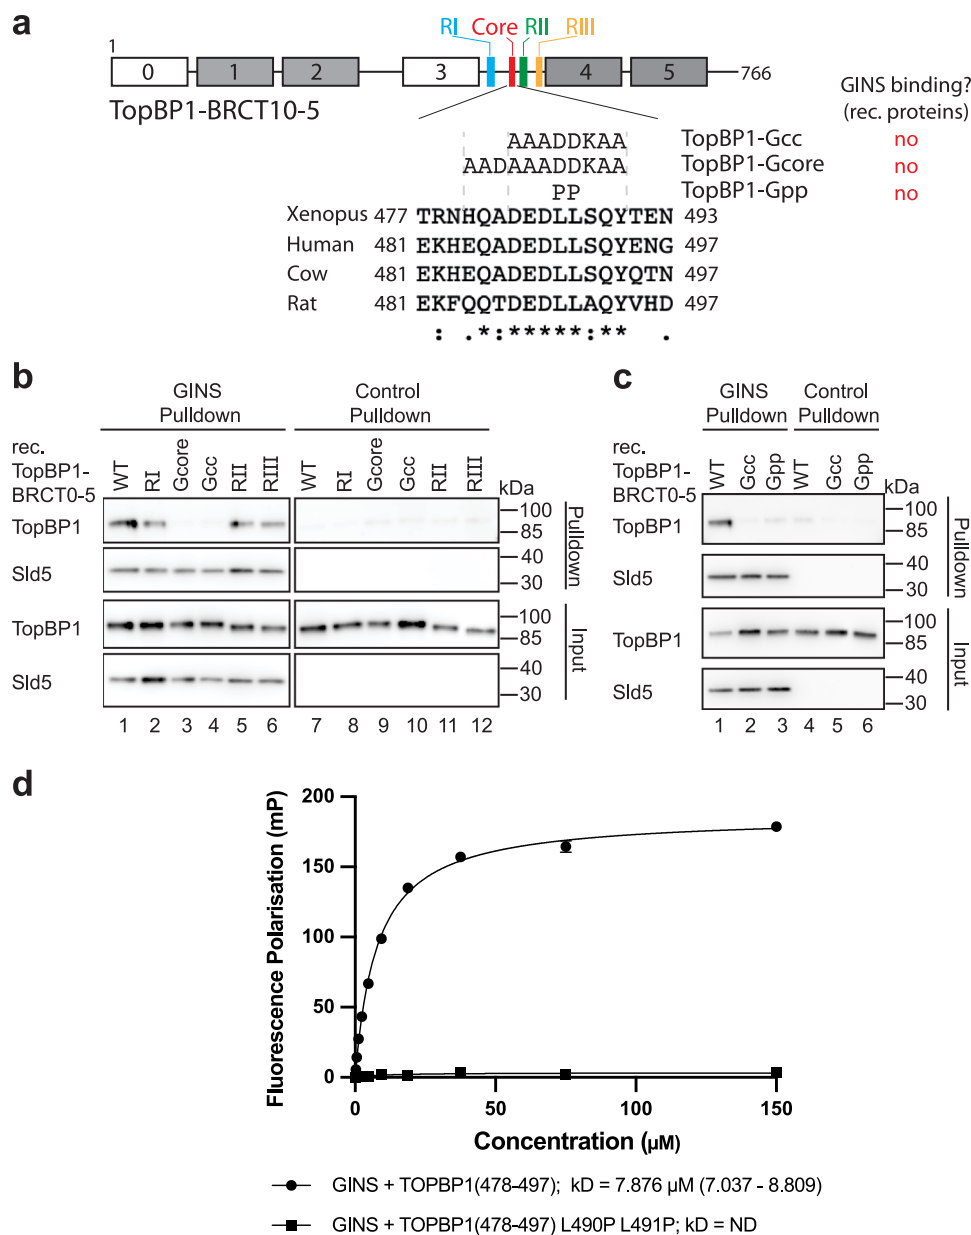 a
RI Core RII RIII
1
0 1 2 3 4 5 766
TopBP1-BRCT10-5
GINS binding?
(rec. proteins)
AAADDKAA TopBP1-Gcc no
AADAAADDKAA TopBP1-Gcore no
PP TopBP1-Gpp no
Xenopus 477 TRNHQADEDLLSQYTEN 493
Human 481 EKHEQADEDLLSQYENG 497
Cow 481 EKHEQADEDLLSQYQTN 497
Rat 481 EKFQQTDEDLLAQYVHD 497
: .*:*****:** .
b
GINS Pulldown
Control Pulldown
rec. TopBP1-BRCT0-5
WT RI Gcore Gcc RII RIII
WT RI Gcore Gcc RII RIII
kDa
TopBP1
100
85
Sld5
40
30
Pulldown
TopBP1
100
85
Sld5
40
30
Input
1 2 3 4 5 6 7 8 9 10 11 12
c
GINS Pulldown
Control Pulldown
rec. TopBP1-BRCT0-5
WT Gcc Gpp WT Gcc Gpp
kDa
TopBP1
100
85
Sld5
40
30
Pulldown
TopBP1
100
85
Sld5
40
30
Input
1 2 3 4 5 6
d
Fluorescence Polarisation (mP)
200
150
100
50
0
0 50 100 150
Concentration (µM)
GINS + TOPBP1(478-497); kD = 7.876 µM (7.037 - 8.809)
GINS + TOPBP1(478-497) L490P L491P; kD = ND